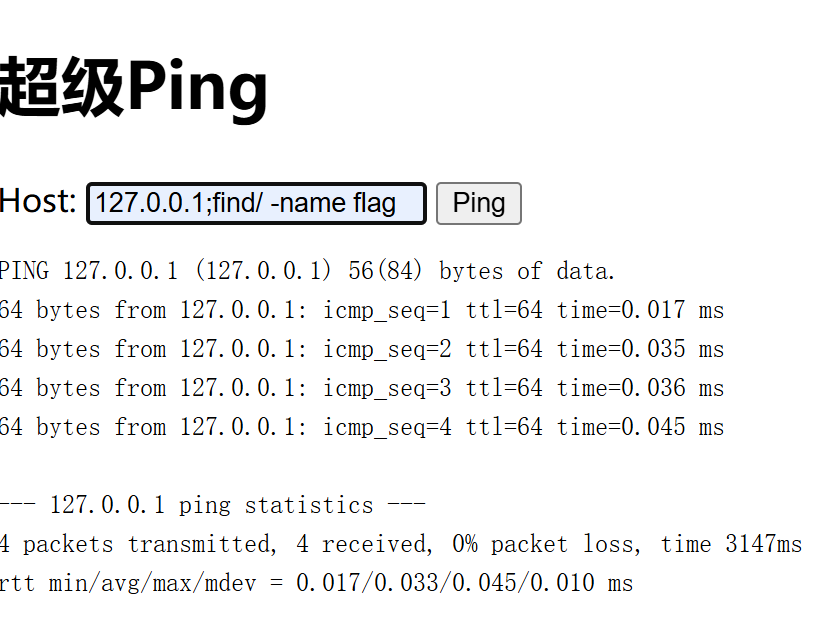 超级Ping
Host: 127.0.0.1;find/ -name flag Ping
PING 127.0.0.1 (127.0.0.1) 56(84) bytes of data.
64 bytes from 127.0.0.1: icmp_seq=1 ttl=64 time=0.017 ms
64 bytes from 127.0.0.1: icmp_seq=2 ttl=64 time=0.035 ms
64 bytes from 127.0.0.1: icmp_seq=3 ttl=64 time=0.036 ms
64 bytes from 127.0.0.1: icmp_seq=4 ttl=64 time=0.045 ms
--- 127.0.0.1 ping statistics ---
4 packets transmitted, 4 received, 0% packet loss, time 3147ms
rtt min/avg/max/mdev = 0.017/0.033/0.045/0.010 ms